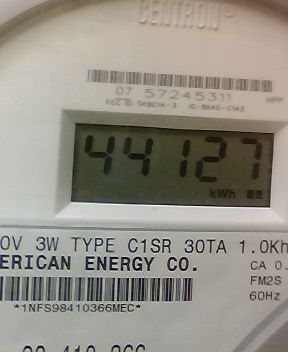 CENTRON®
07 57245311
44127
kWh
0V 3W TYPE C1SR 30TA 1.0Kh
ERICAN ENERGY CO.
CA 0.
FM2S
*1NFS98410366MEC*
60Hz